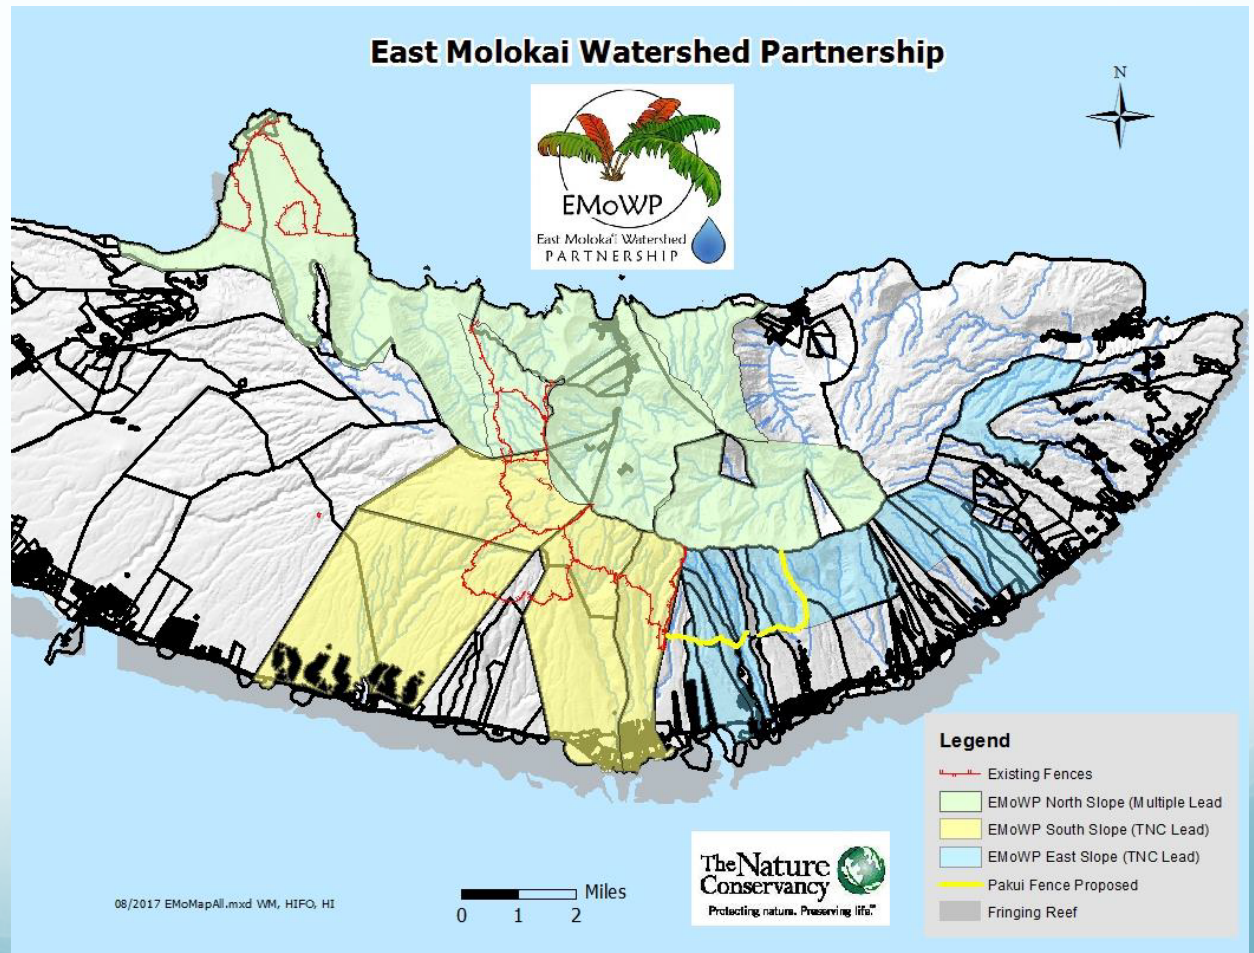 East Molokai Watershed Partnership
N
EMoWP
East Moloka'i Watershed
PARTNERSHIP
Legend
Existing Fences
EMoWP North Slope (Multiple Lead
EMoWP South Slope (TNC Lead)
EMoWP East Slope (TNC Lead)
Pakui Fence Proposed
Fringing Reef
The Nature
Conservancy
Protecting nature. Preserving life.™
08/2017 EMoMapAll.mxd WM, HIFO, HI
Miles
0 1 2